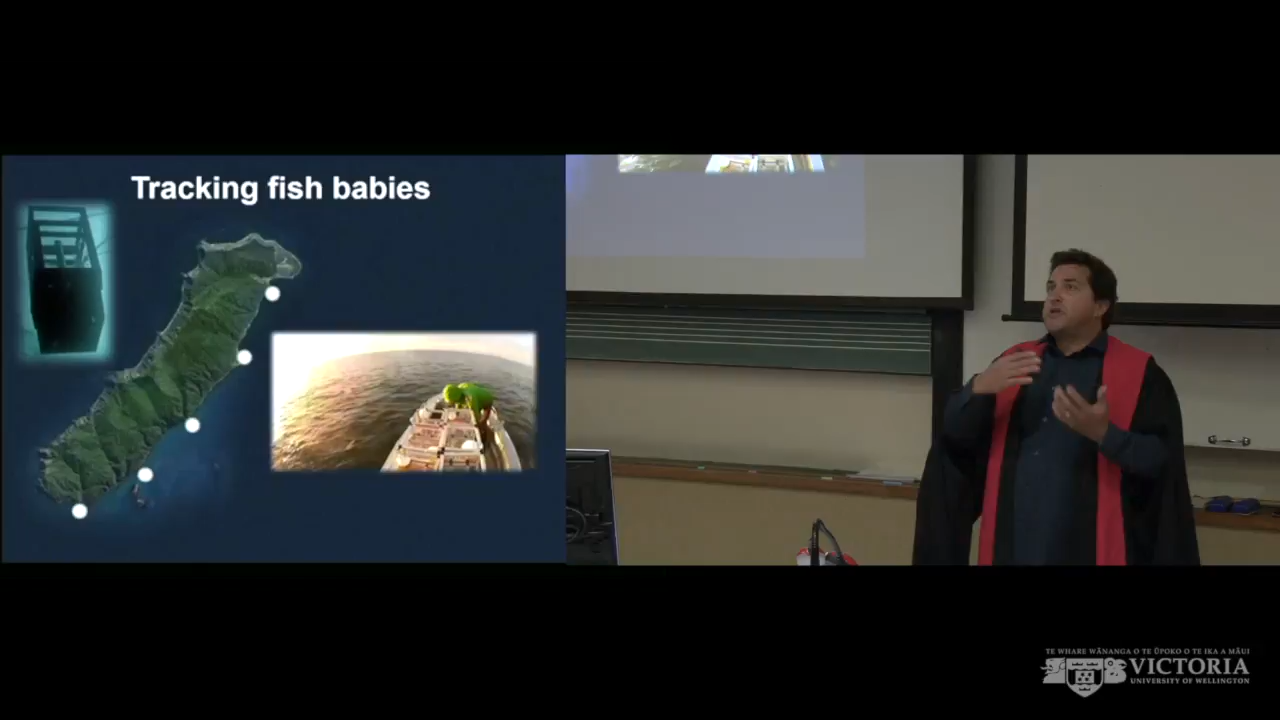 Tracking fish babies
TE WHARE WĀNANGA O TE ŪPOKO O TE IKA A MĀUI
VICTORIA
UNIVERSITY OF WELLINGTON